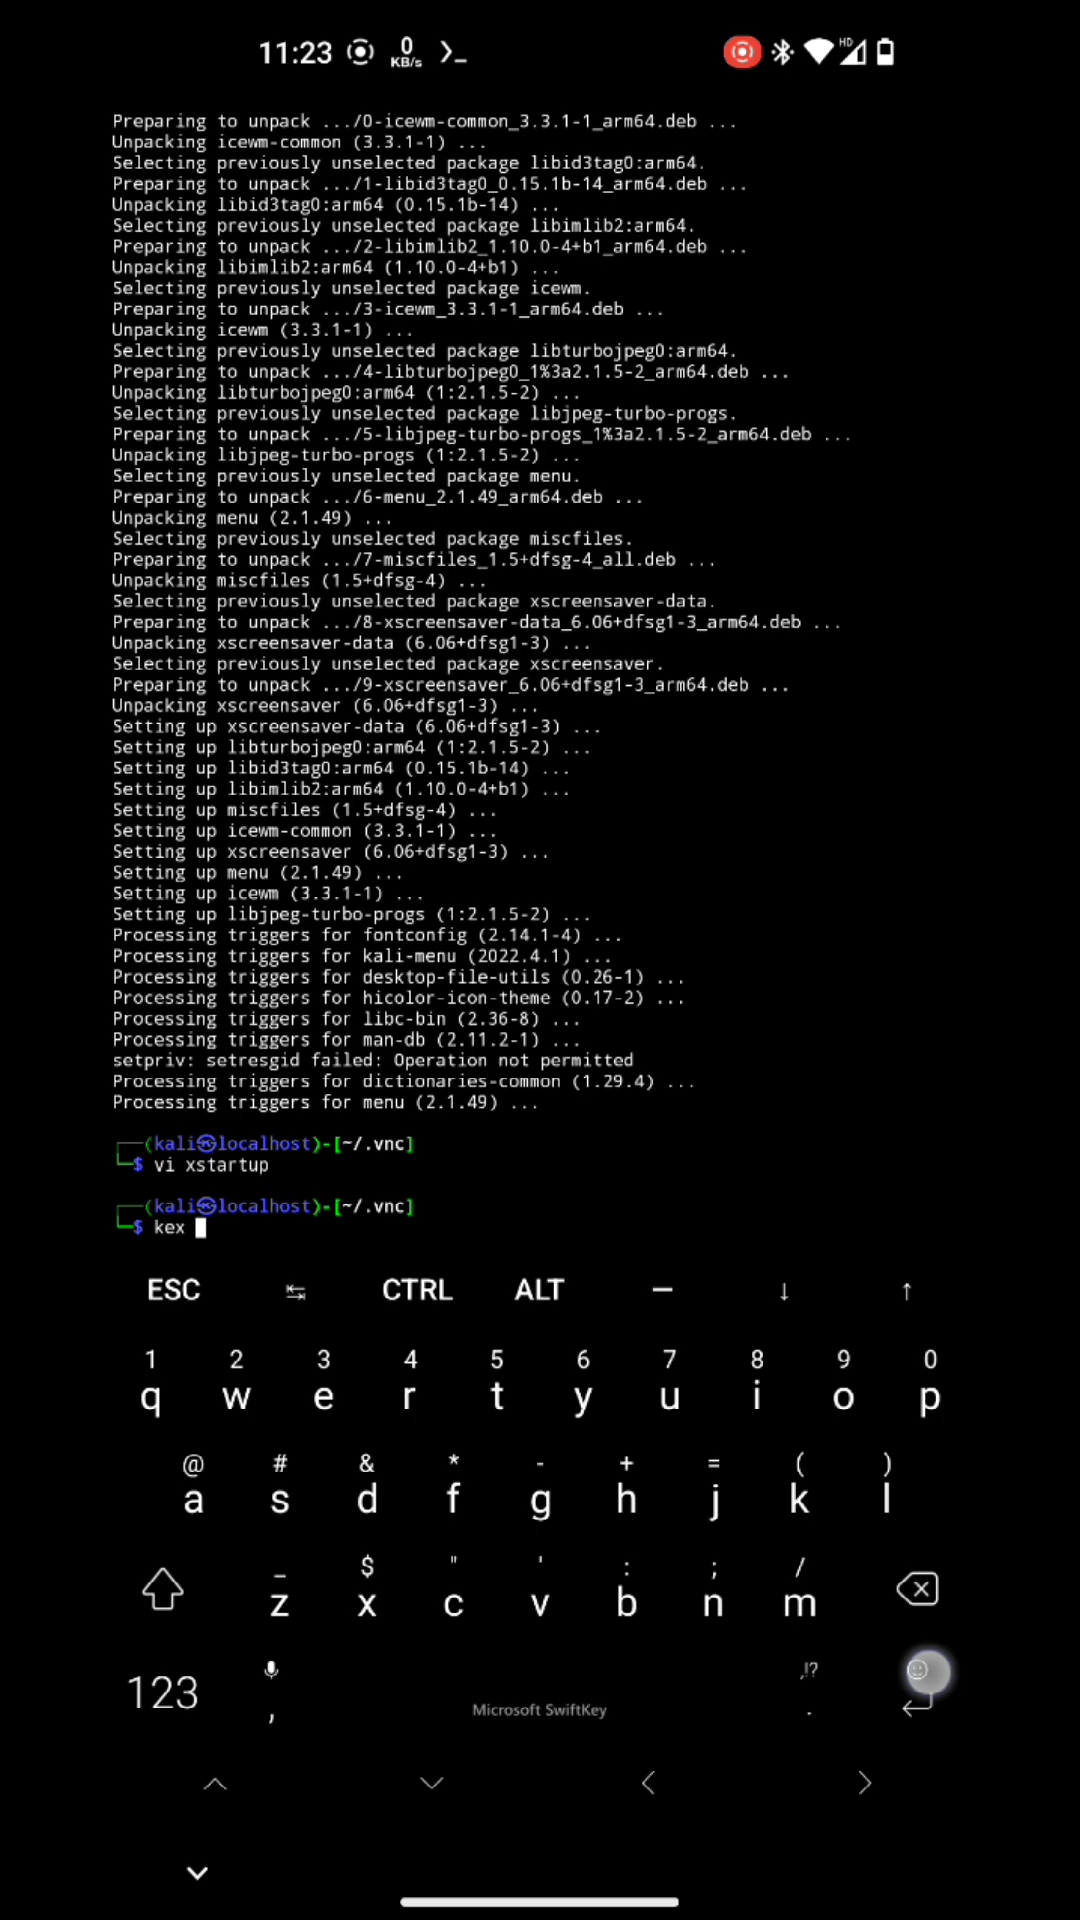 11:23 0 KB/s >_ HD
Preparing to unpack .../0-icewm-common_3.3.1-1_arm64.deb ...
Unpacking icewm-common (3.3.1-1) ...
Selecting previously unselected package libid3tag0:arm64.
Preparing to unpack .../1-libid3tag0_0.15.1b-14_arm64.deb ...
Unpacking libid3tag0:arm64 (0.15.1b-14) ...
Selecting previously unselected package libimlib2:arm64.
Preparing to unpack .../2-libimlib2_1.10.0-4+b1_arm64.deb ...
Unpacking libimlib2:arm64 (1.10.0-4+b1) ...
Selecting previously unselected package icewm.
Preparing to unpack .../3-icewm_3.3.1-1_arm64.deb ...
Unpacking icewm (3.3.1-1) ...
Selecting previously unselected package libturbojpeg0:arm64.
Preparing to unpack .../4-libturbojpeg0_1%3a2.1.5-2_arm64.deb ...
Unpacking libturbojpeg0:arm64 (1:2.1.5-2) ...
Selecting previously unselected package libjpeg-turbo-progs.
Preparing to unpack .../5-libjpeg-turbo-progs_1%3a2.1.5-2_arm64.deb ...
Unpacking libjpeg-turbo-progs (1:2.1.5-2) ...
Selecting previously unselected package menu.
Preparing to unpack .../6-menu_2.1.49_arm64.deb ...
Unpacking menu (2.1.49) ...
Selecting previously unselected package miscfiles.
Preparing to unpack .../7-miscfiles_1.5+dfsg-4_all.deb ...
Unpacking miscfiles (1.5+dfsg-4) ...
Selecting previously unselected package xscreensaver-data.
Preparing to unpack .../8-xscreensaver-data_6.06+dfsg1-3_arm64.deb ...
Unpacking xscreensaver-data (6.06+dfsg1-3) ...
Selecting previously unselected package xscreensaver.
Preparing to unpack .../9-xscreensaver_6.06+dfsg1-3_arm64.deb ...
Unpacking xscreensaver (6.06+dfsg1-3) ...
Setting up xscreensaver-data (6.06+dfsg1-3) ...
Setting up libturbojpeg0:arm64 (1:2.1.5-2) ...
Setting up libid3tag0:arm64 (0.15.1b-14) ...
Setting up libimlib2:arm64 (1.10.0-4+b1) ...
Setting up miscfiles (1.5+dfsg-4) ...
Setting up icewm-common (3.3.1-1) ...
Setting up xscreensaver (6.06+dfsg1-3) ...
Setting up menu (2.1.49) ...
Setting up icewm (3.3.1-1) ...
Setting up libjpeg-turbo-progs (1:2.1.5-2) ...
Processing triggers for fontconfig (2.14.1-4) ...
Processing triggers for kali-menu (2022.4.1) ...
Processing triggers for desktop-file-utils (0.26-1) ...
Processing triggers for hicolor-icon-theme (0.17-2) ...
Processing triggers for libc-bin (2.36-8) ...
Processing triggers for man-db (2.11.2-1) ...
setpriv: setresgid failed: Operation not permitted
Processing triggers for dictionaries-common (1.29.4) ...
Processing triggers for menu (2.1.49) ...
┌──(kali㉿localhost)-[~/.vnc]
└─$ vi xstartup
┌──(kali㉿localhost)-[~/.vnc]
└─$ kex
ESC ⇆ CTRL ALT — ↓ ↑
1 2 3 4 5 6 7 8 9 0
q w e r t y u i o p
@ # & * - + = ( )
a s d f g h j k l
_ $ " ' : ; /
z x c v b n m
123 , Microsoft SwiftKey ,!? .